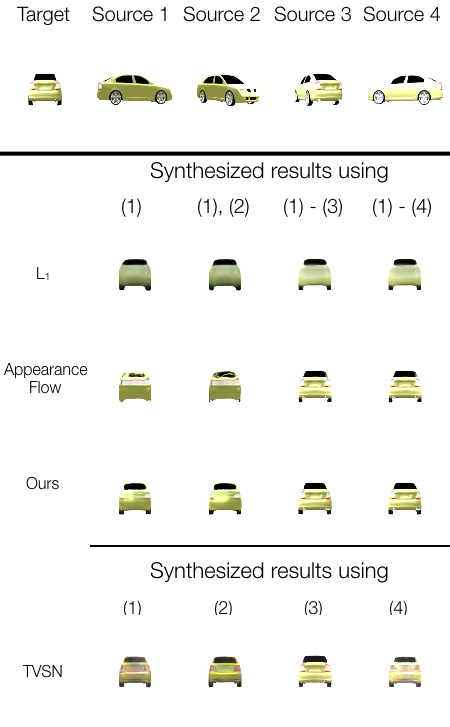 Target Source 1 Source 2 Source 3 Source 4
Synthesized results using
(1) (1), (2) (1) - (3) (1) - (4)
L₁
Appearance
Flow
Ours
Synthesized results using
(1) (2) (3) (4)
TVSN